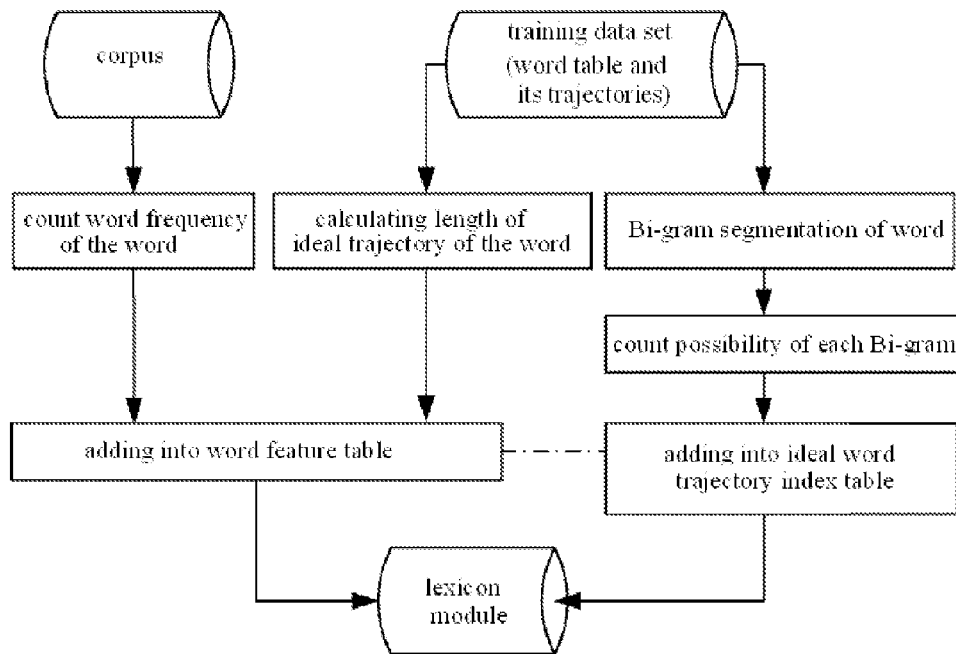 corpus
training data set
(word table and
its trajectories)
count word frequency
of the word
calculating length of
ideal trajectory of the word
Bi-gram segmentation of word
count possibility of each Bi-gram
adding into word feature table
adding into ideal word
trajectory index table
lexicon
module